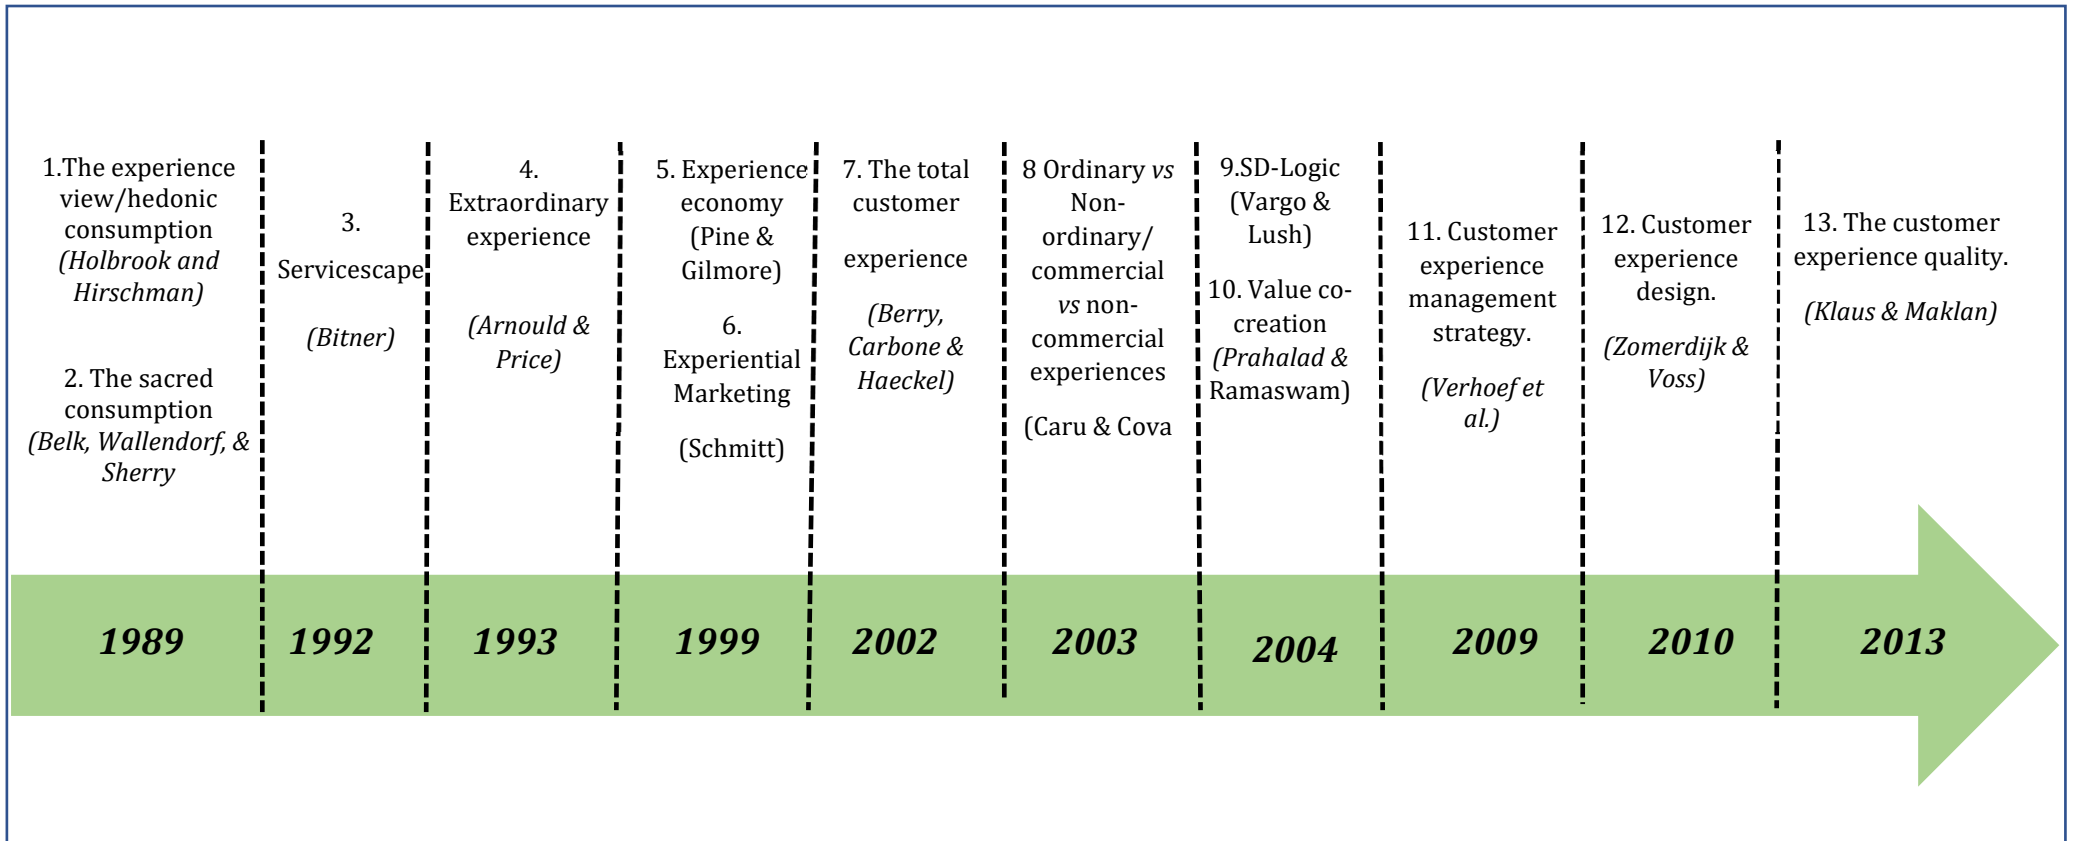 1.The experience
view/hedonic
consumption
(Holbrook and
Hirschman)
2. The sacred
consumption
(Belk, Wallendorf, &
Sherry
3.
Servicescape
(Bitner)
4.
Extraordinary
experience
(Arnould &
Price)
5. Experience
economy
(Pine &
Gilmore)
6.
Experiential
Marketing
(Schmitt)
7. The total
customer
experience
(Berry,
Carbone &
Haeckel)
8 Ordinary vs
Non-
ordinary/
commercial
vs non-
commercial
experiences
(Caru & Cova
9.SD-Logic
(Vargo &
Lush)
10. Value co-
creation
(Prahalad &
Ramaswam)
11. Customer
experience
management
strategy.
(Verhoef et
al.)
12. Customer
experience
design.
(Zomerdijk &
Voss)
13. The customer
experience quality.
(Klaus & Maklan)
1989
1992
1993
1999
2002
2003
2004
2009
2010
2013